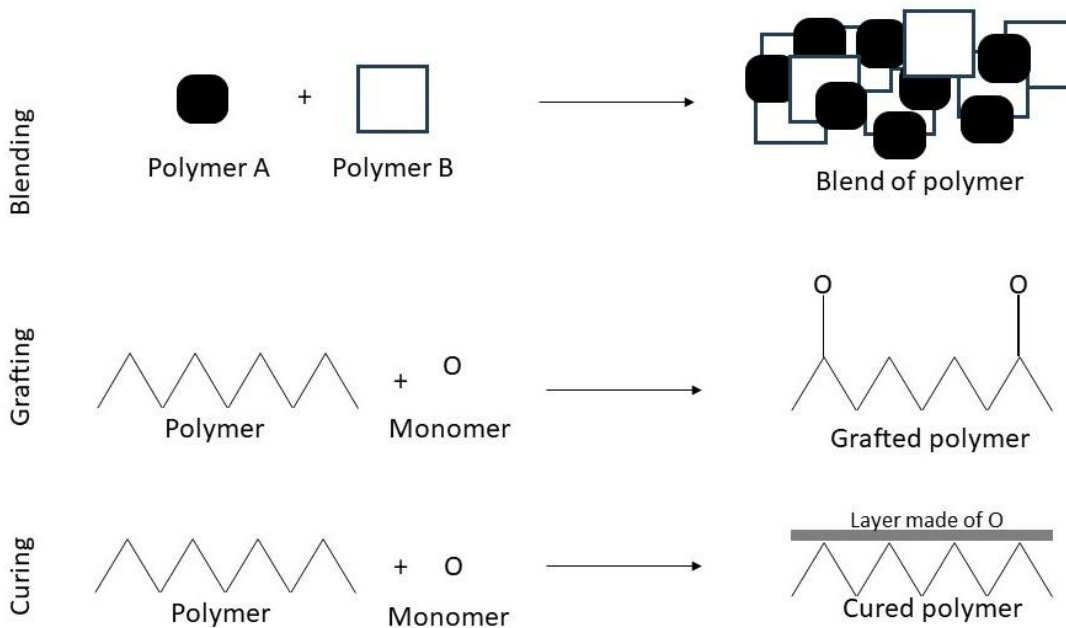 Blending
+
Polymer A
Polymer B
Blend of polymer
Grafting
+
O
Polymer
Monomer
O
O
Grafted polymer
Curing
+
O
Polymer
Monomer
Layer made of O
Cured polymer